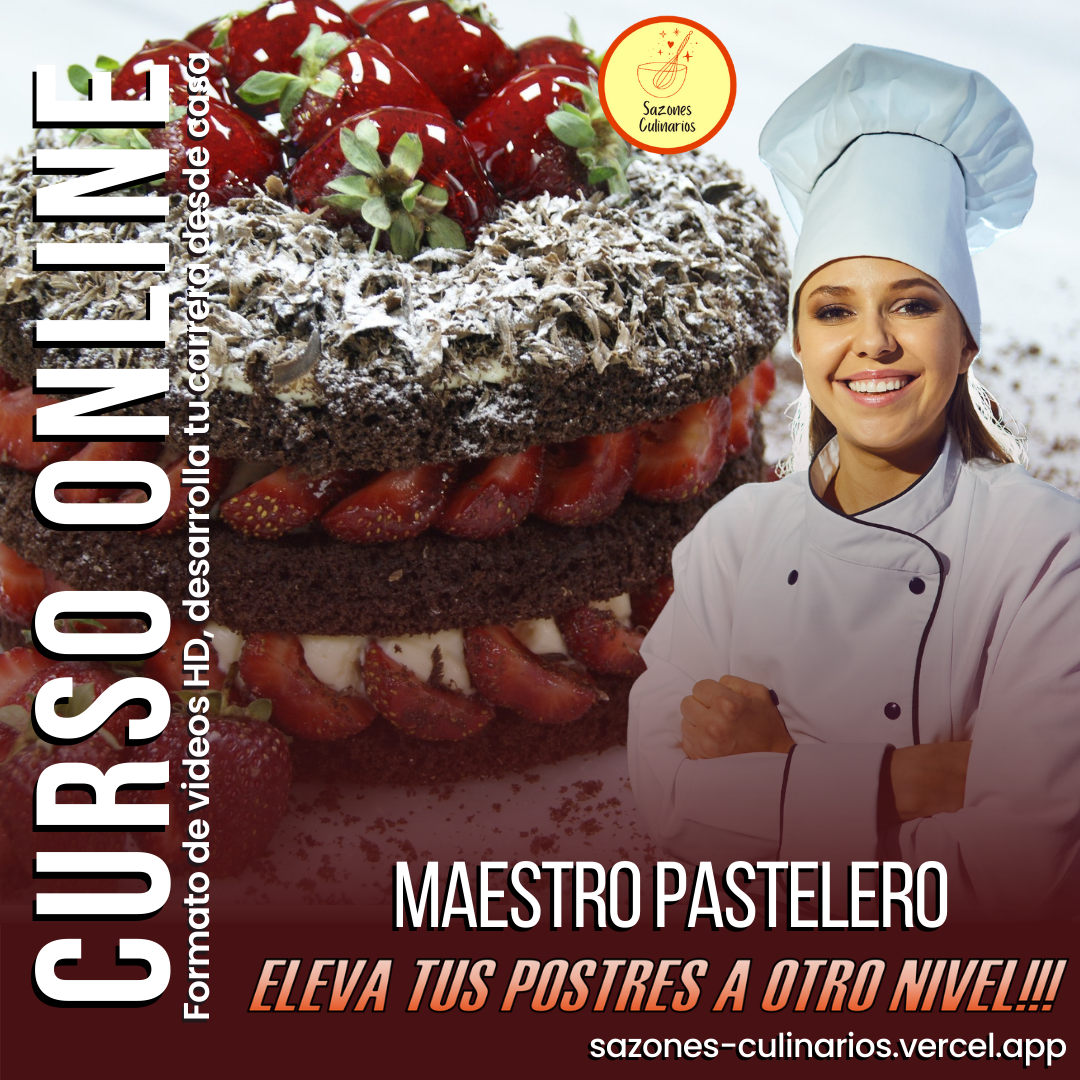 CURSO ONLINE
Formato de videos HD, desarrolla tu carrera desde casa
Sazones
Culinarios
MAESTRO PASTELERO
ELEVA TUS POSTRES A OTRO NIVEL!!!
sazones-culinarios.vercel.app